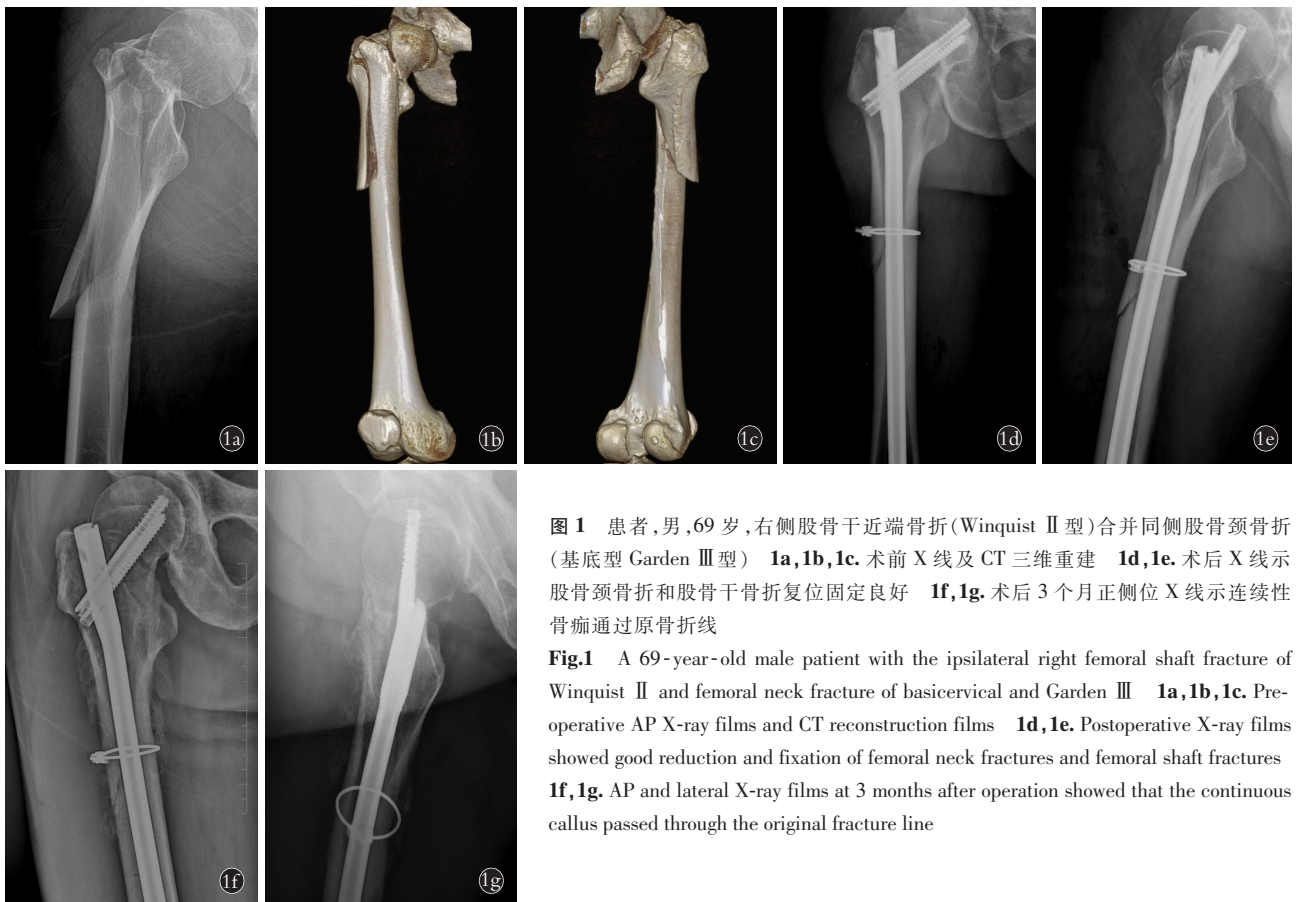 1a
1b
1c
1d
1e
1f
1g
图 1 患者,男,69 岁,右侧股骨干近端骨折(Winquist Ⅱ型)合并同侧股骨颈骨折
(基底型 Garden Ⅲ型) 1a,1b,1c. 术前 X 线及 CT 三维重建 1d,1e. 术后 X 线示
股骨颈骨折和股骨干骨折复位固定良好 1f,1g. 术后 3 个月正侧位 X 线示连续性
骨痂通过原骨折线
Fig.1 A 69-year-old male patient with the ipsilateral right femoral shaft fracture of
Winquist Ⅱ and femoral neck fracture of basicervical and Garden Ⅲ 1a,1b,1c. Pre-
operative AP X-ray films and CT reconstruction films 1d,1e. Postoperative X-ray films
showed good reduction and fixation of femoral neck fractures and femoral shaft fractures
1f,1g. AP and lateral X-ray films at 3 months after operation showed that the continuous
callus passed through the original fracture line